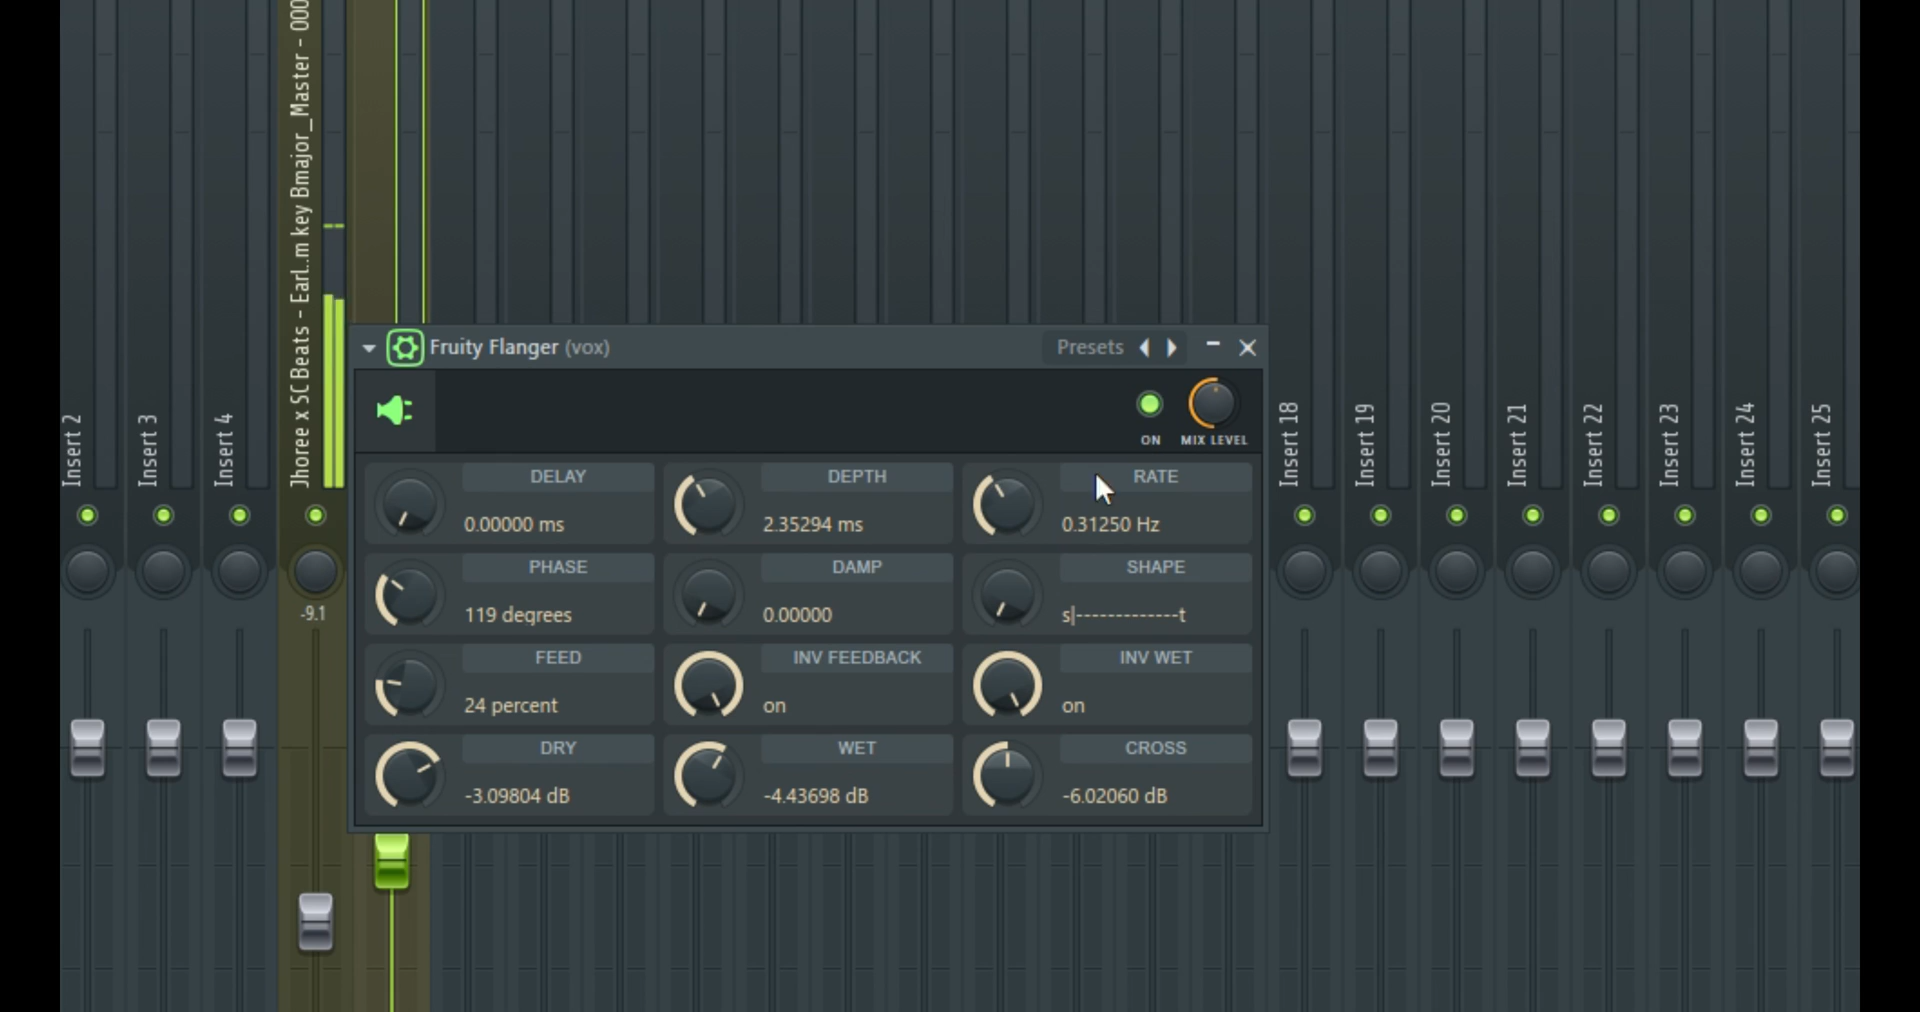 Insert 2
Insert 3
Insert 4
Jhoree x SC Beats - Earl..m key Bmajor_Master - 000
-9.1
Fruity Flanger (vox)
Presets
ON
MIX LEVEL
DELAY
0.00000 ms
DEPTH
2.35294 ms
RATE
0.31250 Hz
PHASE
119 degrees
DAMP
0.00000
SHAPE
s|-------------t
FEED
24 percent
INV FEEDBACK
on
INV WET
on
DRY
-3.09804 dB
WET
-4.43698 dB
CROSS
-6.02060 dB
Insert 18
Insert 19
Insert 20
Insert 21
Insert 22
Insert 23
Insert 24
Insert 25